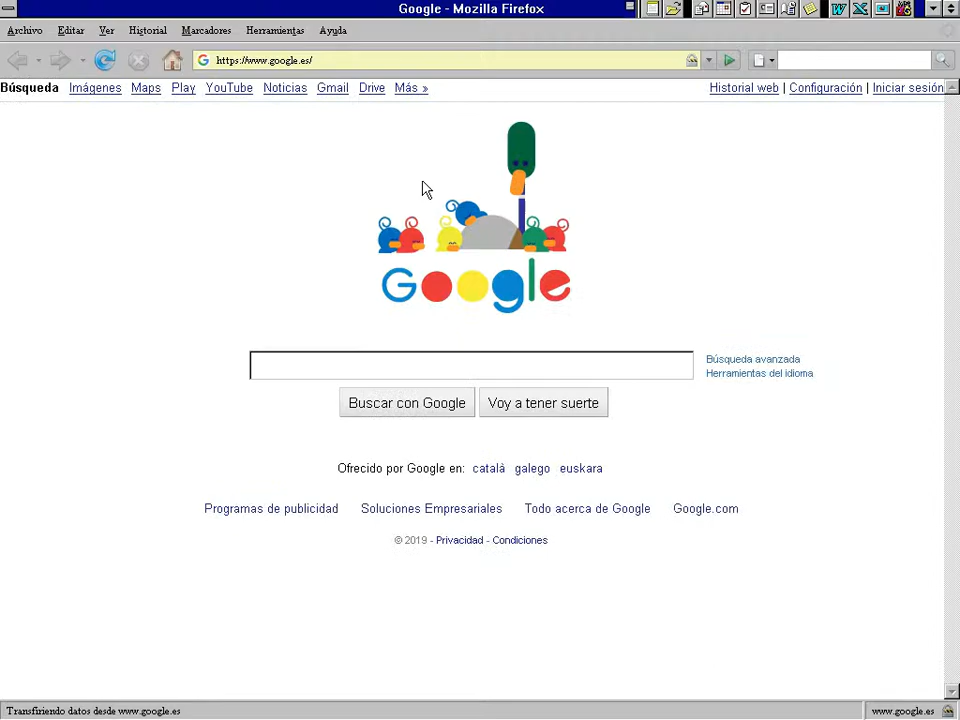 Google - Mozilla Firefox
Archivo Editar Ver Historial Marcadores Herramientas Ayuda
https://www.google.es/
Búsqueda Imágenes Maps Play YouTube Noticias Gmail Drive Más » Historial web | Configuración | Iniciar sesión
Google
Búsqueda avanzada
Herramientas del idioma
Buscar con Google Voy a tener suerte
Ofrecido por Google en: català galego euskara
Programas de publicidad Soluciones Empresariales Todo acerca de Google Google.com
© 2019 - Privacidad - Condiciones
Transfiriendo datos desde www.google.es www.google.es